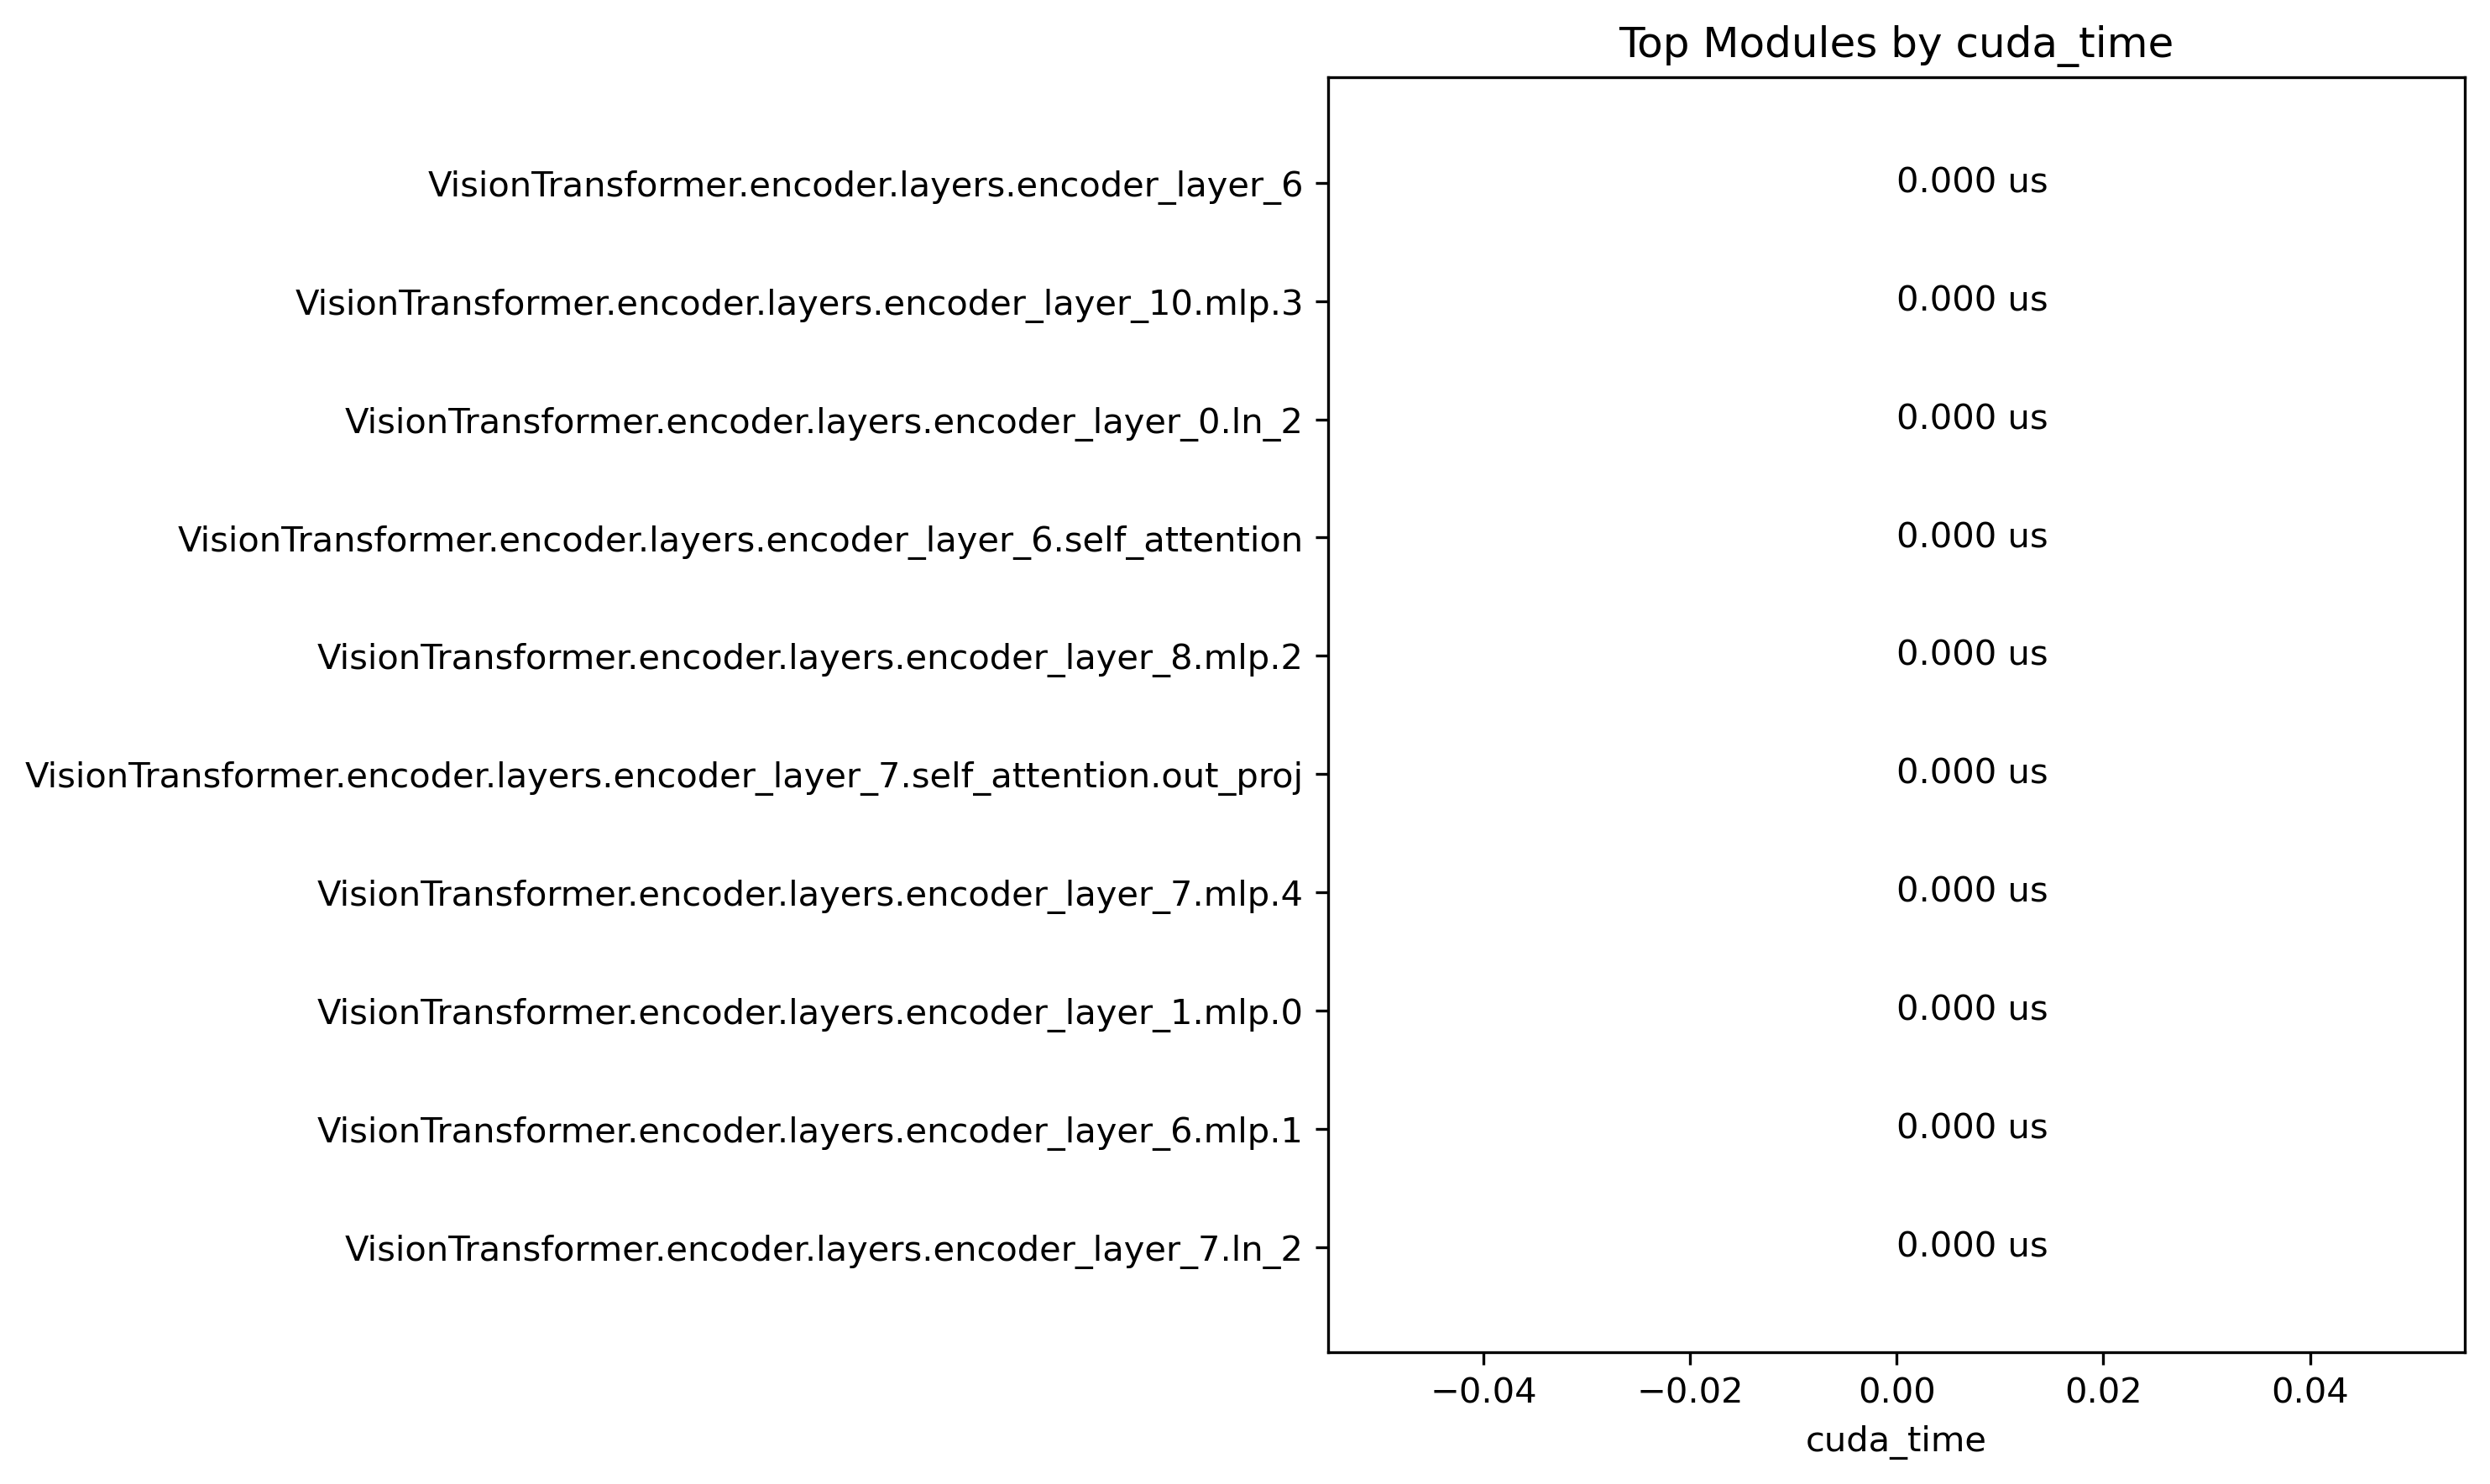 Top Modules by cuda_time
VisionTransformer.encoder.layers.encoder_layer_6 0.000 us
VisionTransformer.encoder.layers.encoder_layer_10.mlp.3 0.000 us
VisionTransformer.encoder.layers.encoder_layer_0.ln_2 0.000 us
VisionTransformer.encoder.layers.encoder_layer_6.self_attention 0.000 us
VisionTransformer.encoder.layers.encoder_layer_8.mlp.2 0.000 us
VisionTransformer.encoder.layers.encoder_layer_7.self_attention.out_proj 0.000 us
VisionTransformer.encoder.layers.encoder_layer_7.mlp.4 0.000 us
VisionTransformer.encoder.layers.encoder_layer_1.mlp.0 0.000 us
VisionTransformer.encoder.layers.encoder_layer_6.mlp.1 0.000 us
VisionTransformer.encoder.layers.encoder_layer_7.ln_2 0.000 us
−0.04 −0.02 0.00 0.02 0.04
cuda_time